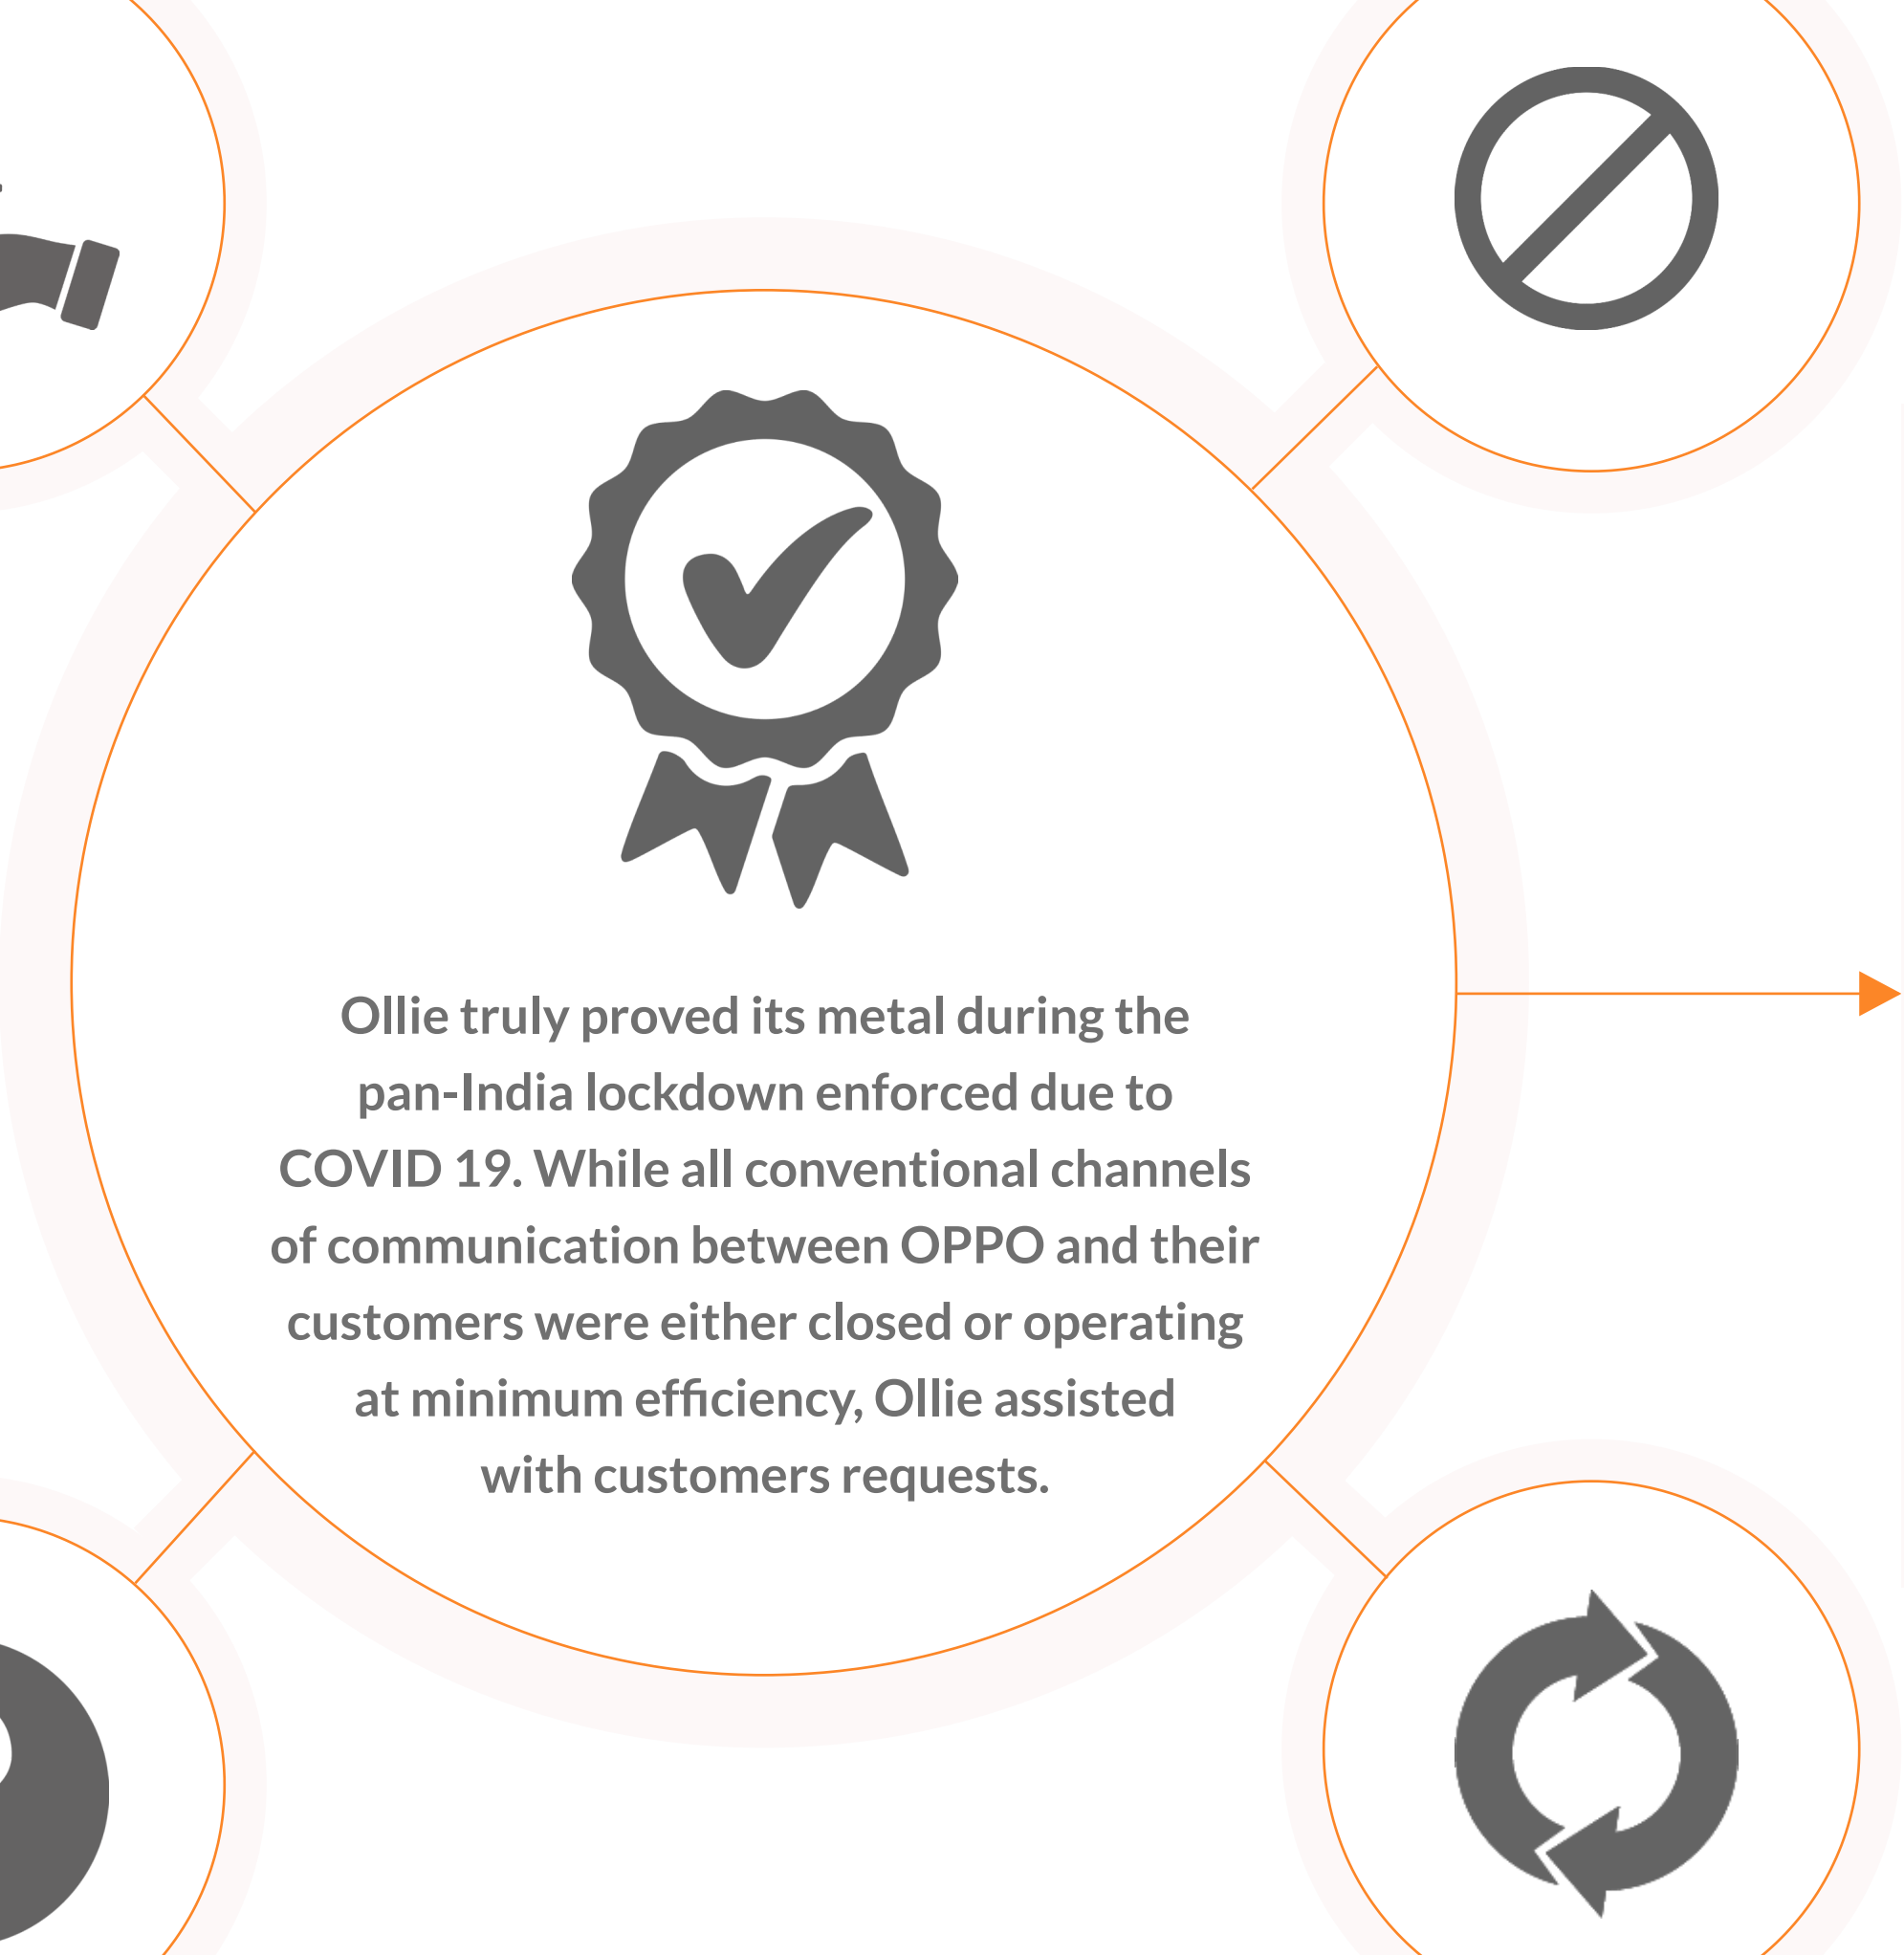 Ollie truly proved its metal during the
pan-India lockdown enforced due to
COVID 19. While all conventional channels
of communication between OPPO and their
customers were either closed or operating
at minimum efficiency, Ollie assisted
with customers requests.